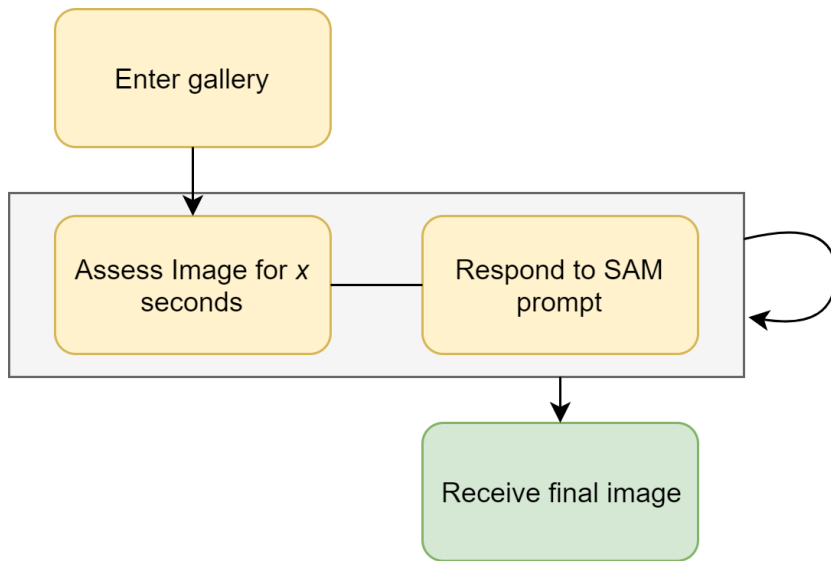 Enter gallery
Assess Image for x
seconds
Respond to SAM
prompt
Receive final image